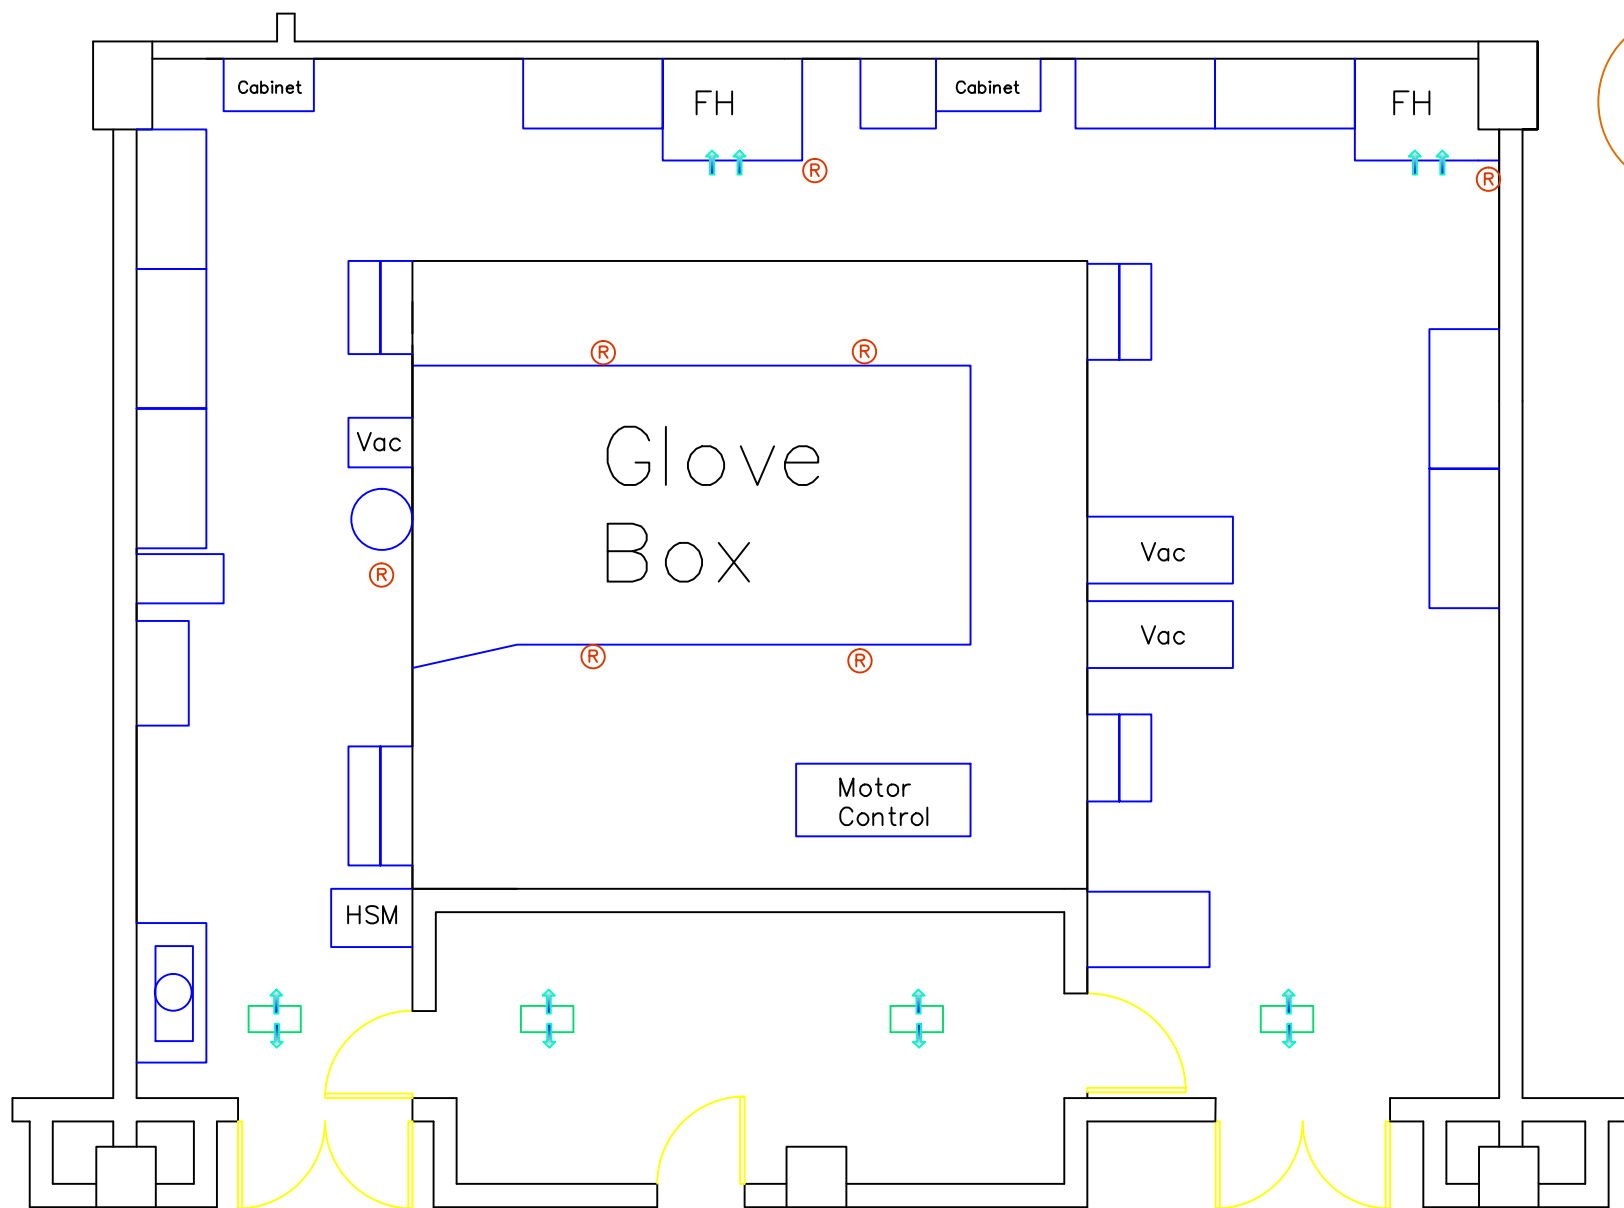 Cabinet
FH
Cabinet
FH
®
®
®
®
Glove
Box
Vac
®
Vac
Vac
®
®
Motor
Control
HSM